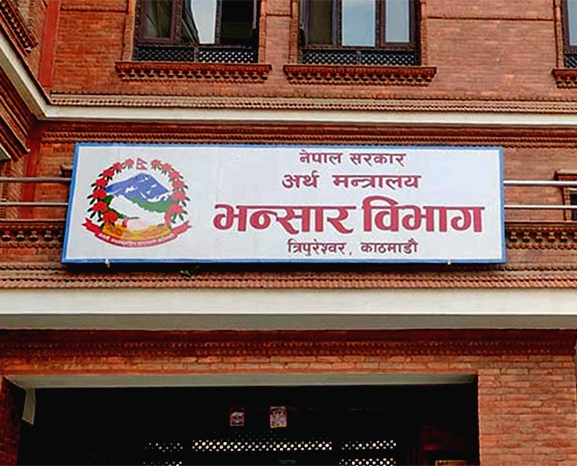 नेपाल सरकार
अर्थ मन्त्रालय
भन्सार विभाग
त्रिपुरेश्वर, काठमाडौं